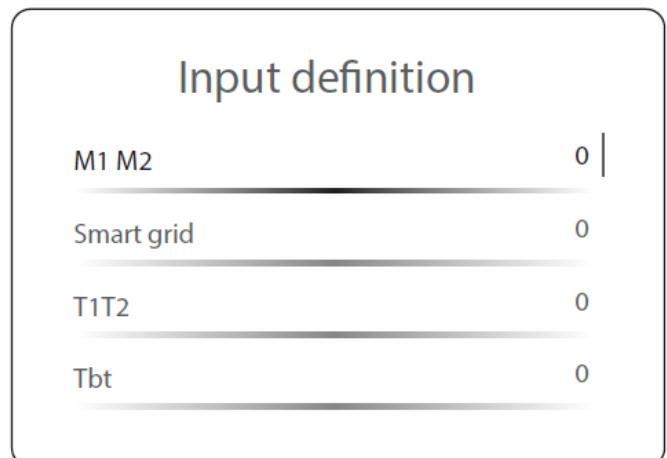 Input definition
M1 M2 0
Smart grid 0
T1T2 0
Tbt 0